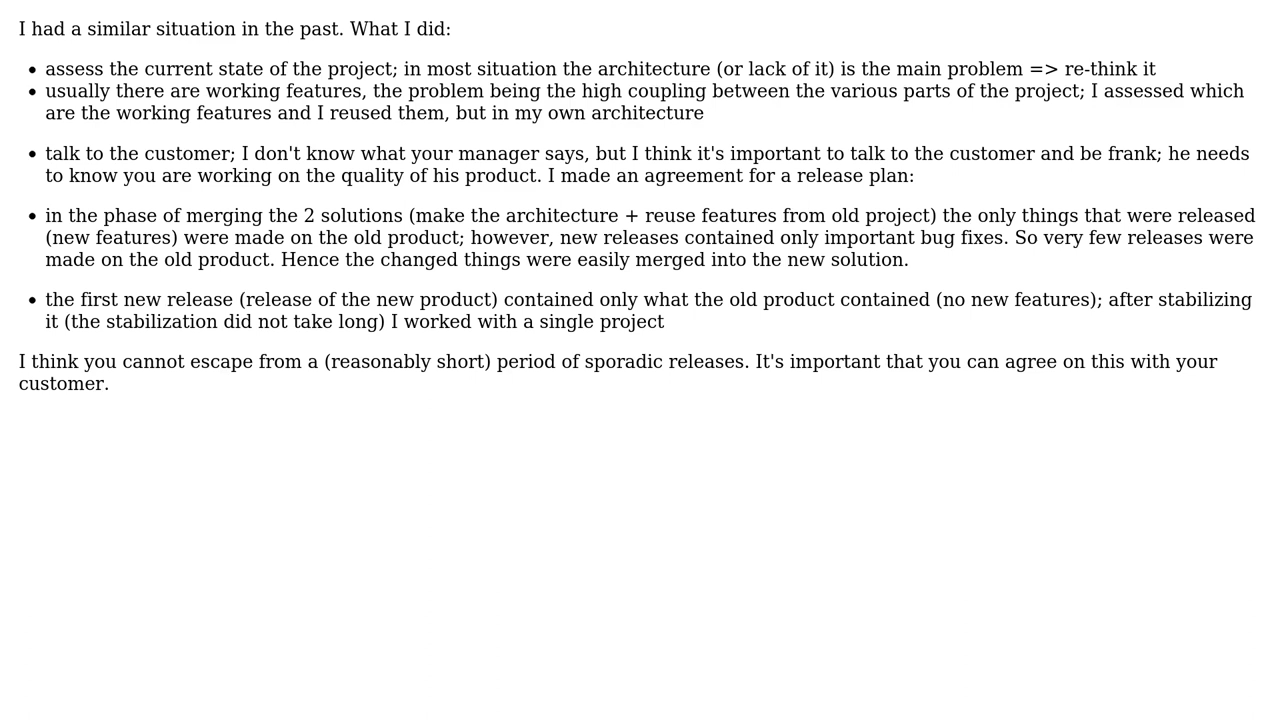 I had a similar situation in the past. What I did:
• assess the current state of the project; in most situation the architecture (or lack of it) is the main problem => re-think it
• usually there are working features, the problem being the high coupling between the various parts of the project; I assessed which
are the working features and I reused them, but in my own architecture
• talk to the customer; I don't know what your manager says, but I think it's important to talk to the customer and be frank; he needs
to know you are working on the quality of his product. I made an agreement for a release plan:
• in the phase of merging the 2 solutions (make the architecture + reuse features from old project) the only things that were released
(new features) were made on the old product; however, new releases contained only important bug fixes. So very few releases were
made on the old product. Hence the changed things were easily merged into the new solution.
• the first new release (release of the new product) contained only what the old product contained (no new features); after stabilizing
it (the stabilization did not take long) I worked with a single project
I think you cannot escape from a (reasonably short) period of sporadic releases. It's important that you can agree on this with your
customer.